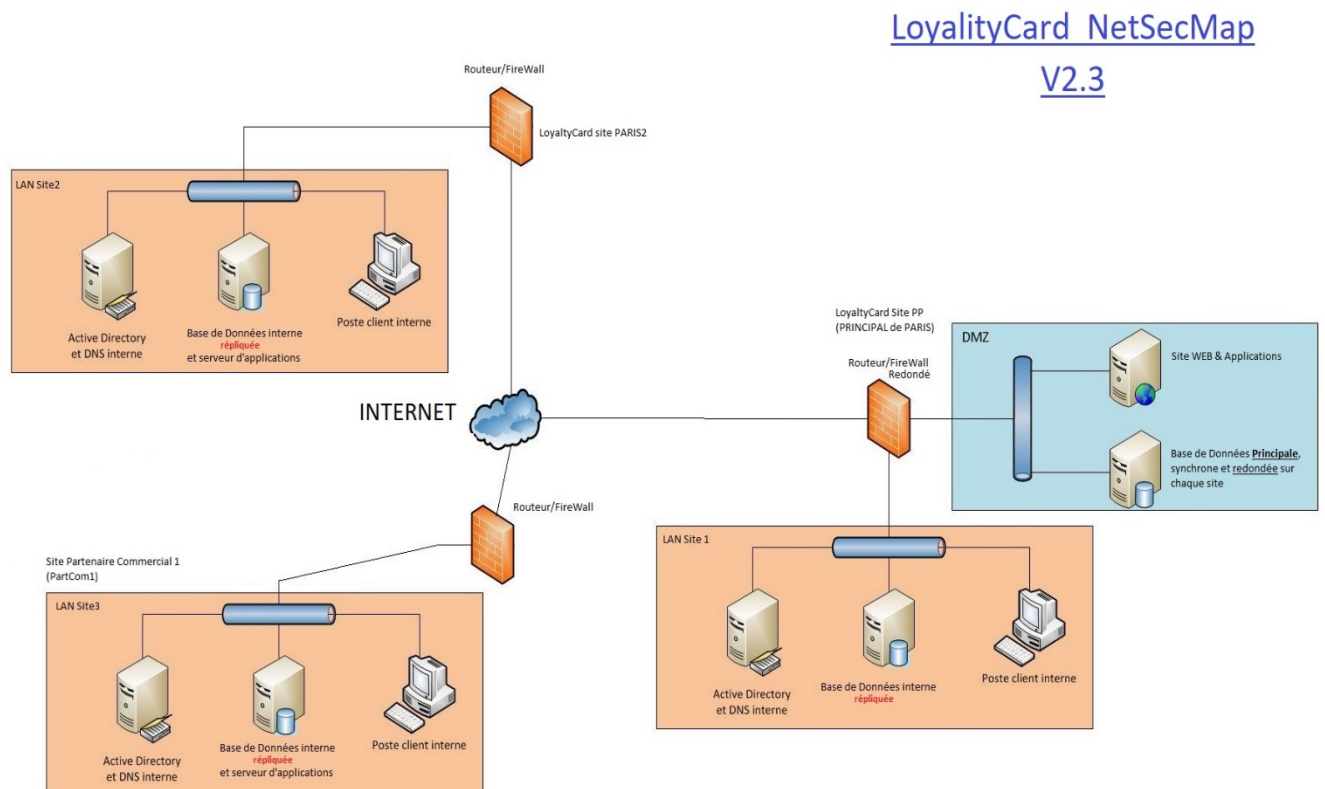 LoyalityCard NetSecMap
V2.3
Routeur/FireWall
LoyaltyCard site PARIS2
LAN Site2
Active Directory
et DNS interne
Base de Données interne
répliquée
et serveur d'applications
Poste client interne
INTERNET
LoyaltyCard Site PP
(PRINCIPAL de PARIS)
Routeur/FireWall
Redondé
DMZ
Site WEB & Applications
Base de Données Principale,
synchrone et redondée sur
chaque site
Routeur/FireWall
Site Partenaire Commercial 1
(PartCom1)
LAN Site3
Active Directory
et DNS interne
Base de Données interne
répliquée
et serveur d'applications
Poste client interne
LAN Site 1
Active Directory
et DNS interne
Base de Données interne
répliquée
Poste client interne